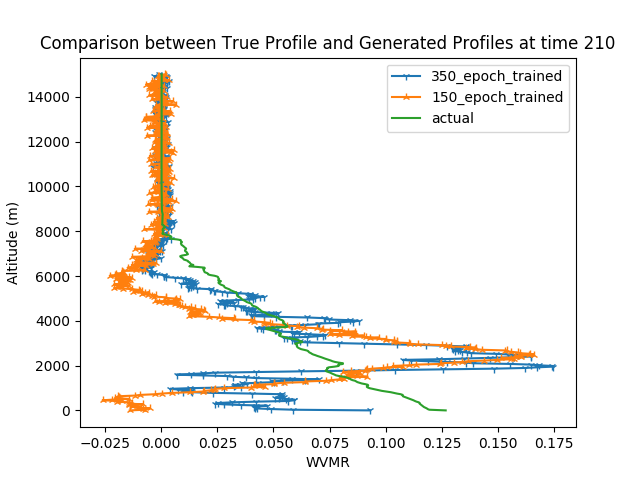 Comparison between True Profile and Generated Profiles at time 210
350_epoch_trained
150_epoch_trained
actual
14000
12000
10000
8000
6000
4000
2000
0
Altitude (m)
−0.025 0.000 0.025 0.050 0.075 0.100 0.125 0.150 0.175
WVMR